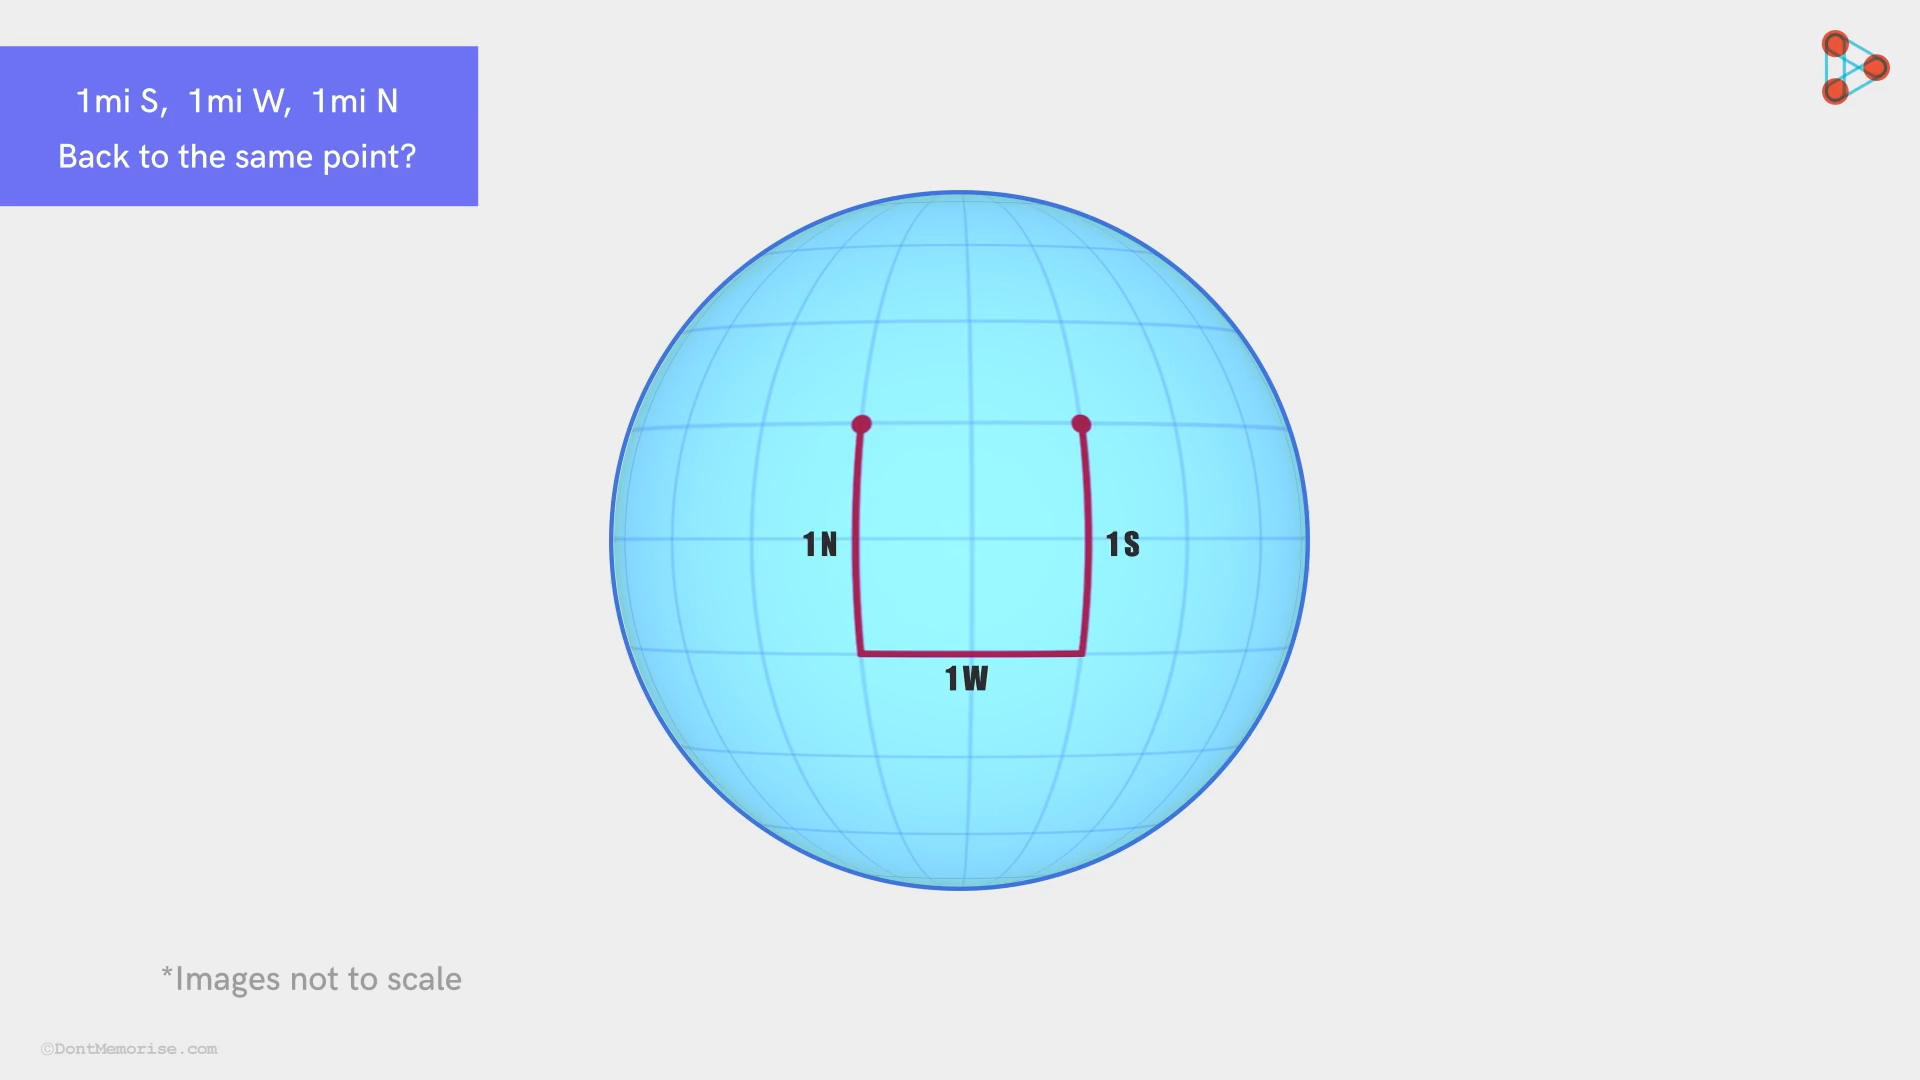 1mi S, 1mi W, 1mi N
Back to the same point?
1N
1S
1W
*Images not to scale
©DontMemorise.com